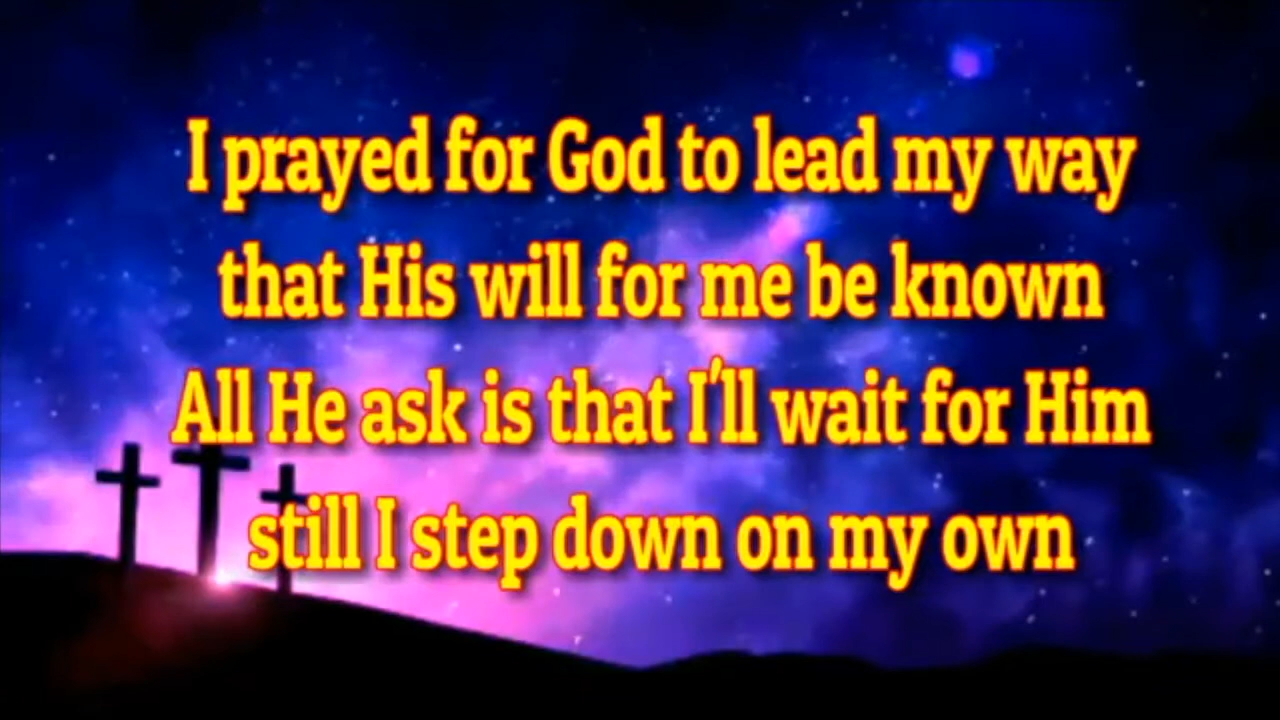 I prayed for God to lead my way
that His will for me be known
All He ask is that I'll wait for Him
still I step down on my own